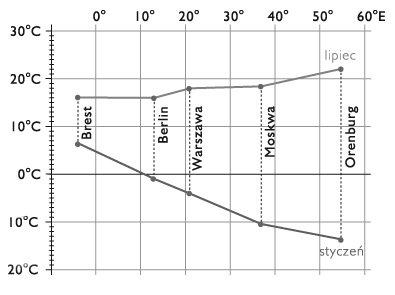 0° 10° 20° 30° 40° 50° 60°E
30°C
lipiec
20°C
10°C
Brest
Berlin
Warszawa
Moskwa
Orenburg
0°C
10°C
styczeń
20°C